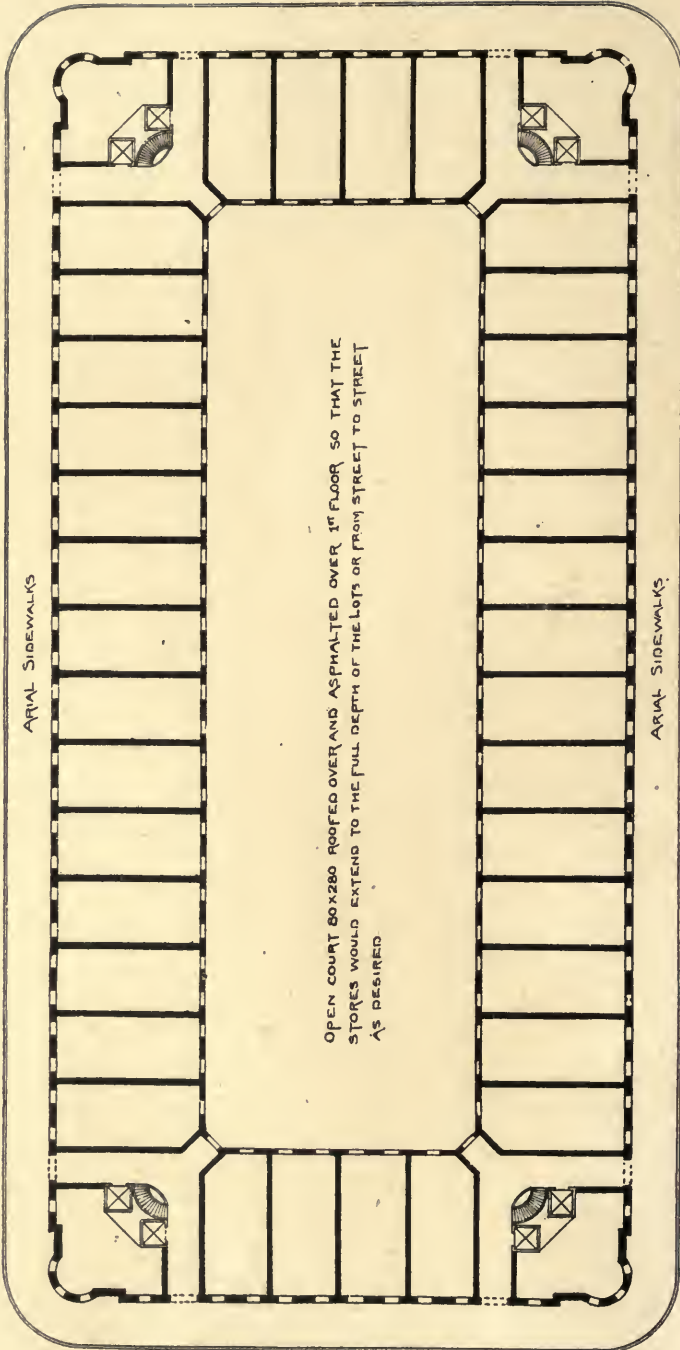 ARIAL SIDEWALKS
OPEN COURT 80X280 ROOFED OVER AND ASPHALTED OVER 1ST FLOOR SO THAT THE
STORES WOULD EXTEND TO THE FULL DEPTH OF THE LOTS OR FROM STREET TO STREET
AS DESIRED
ARIAL SIDEWALKS.